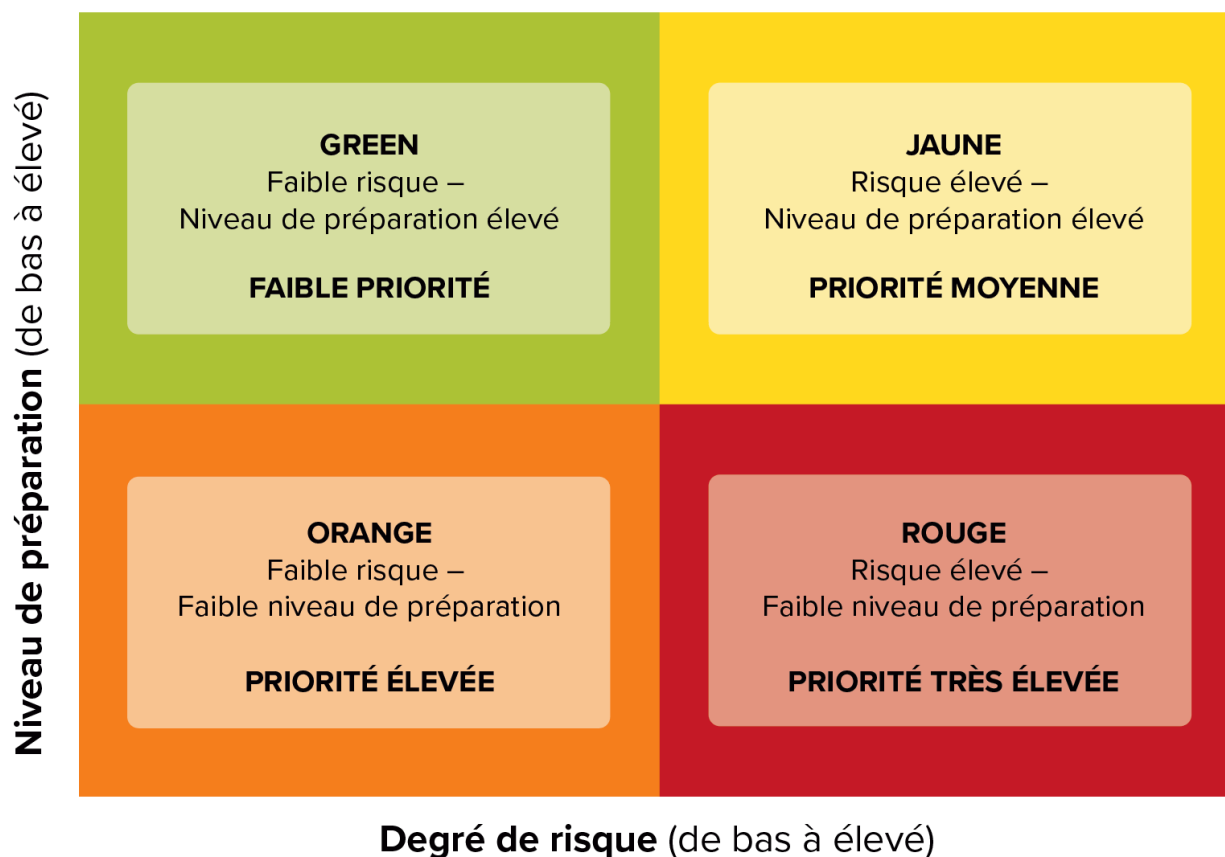 Niveau de préparation (de bas à élevé)
GREEN
Faible risque –
Niveau de préparation élevé
FAIBLE PRIORITÉ
JAUNE
Risque élevé –
Niveau de préparation élevé
PRIORITÉ MOYENNE
ORANGE
Faible risque –
Faible niveau de préparation
PRIORITÉ ÉLEVÉE
ROUGE
Risque élevé –
Faible niveau de préparation
PRIORITÉ TRÈS ÉLEVÉE
Degré de risque (de bas à élevé)